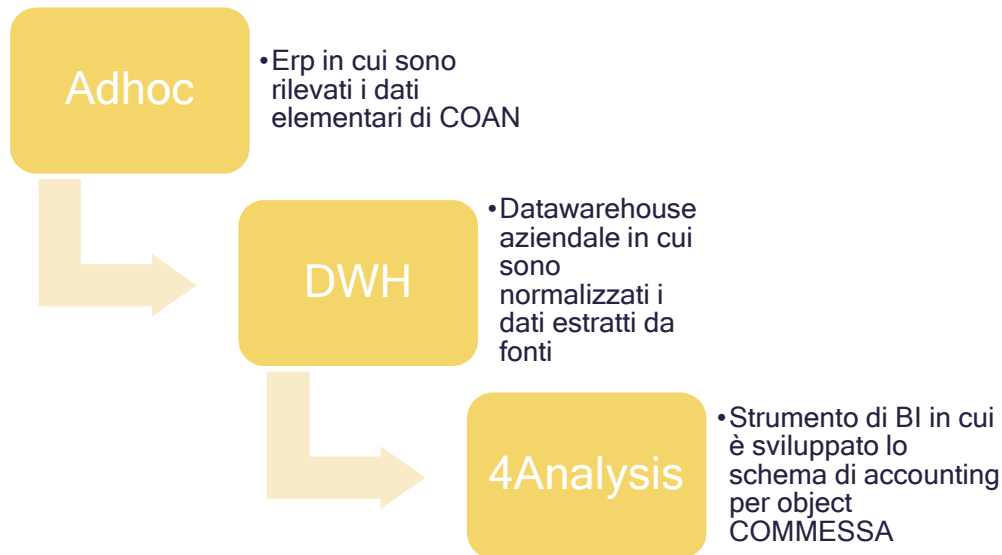 Adhoc
•Erp in cui sono
rilevati i dati
elementari di COAN
DWH
•Datawarehouse
aziendale in cui
sono
normalizzati i
dati estratti da
fonti
4Analysis
•Strumento di BI in cui
è sviluppato lo
schema di accounting
per object
COMMESSA